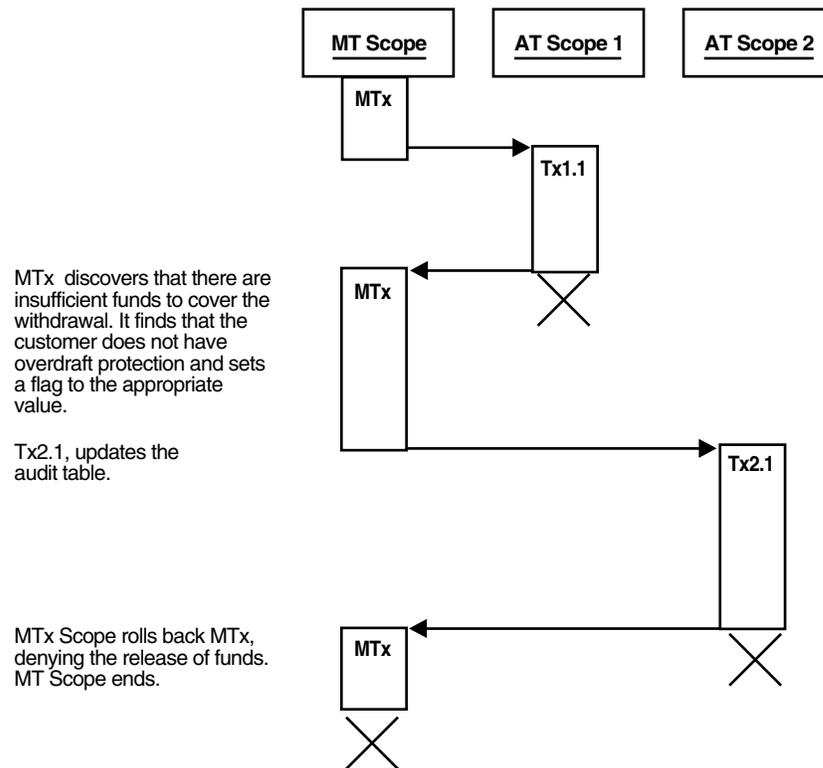 MT Scope
AT Scope 1
AT Scope 2
MTx
Tx1.1
MTx discovers that there are
insufficient funds to cover the
withdrawal. It finds that the
customer does not have
overdraft protection and sets
a flag to the appropriate
value.
MTx
Tx2.1, updates the
audit table.
Tx2.1
MTx Scope rolls back MTx,
denying the release of funds.
MT Scope ends.
MTx